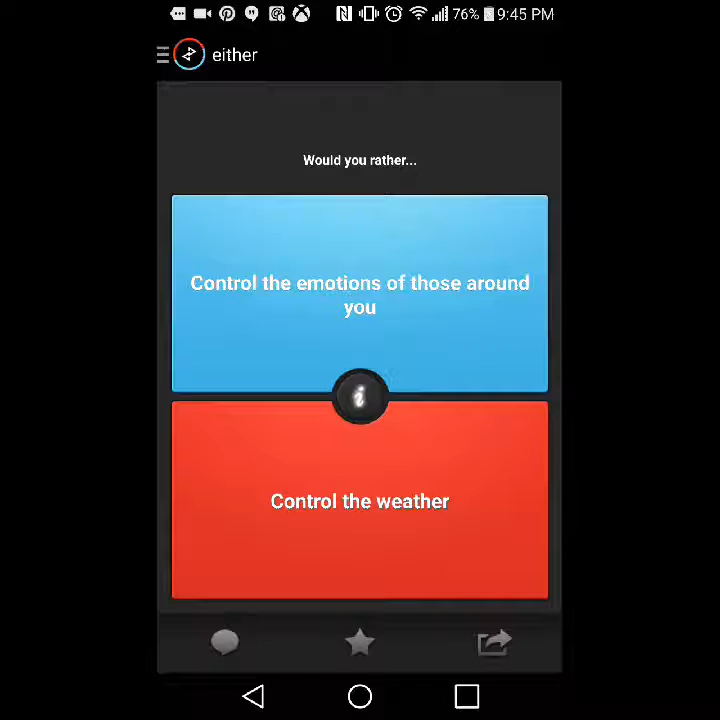 76% 9:45 PM
either
Would you rather...
Control the emotions of those around
you
i
Control the weather